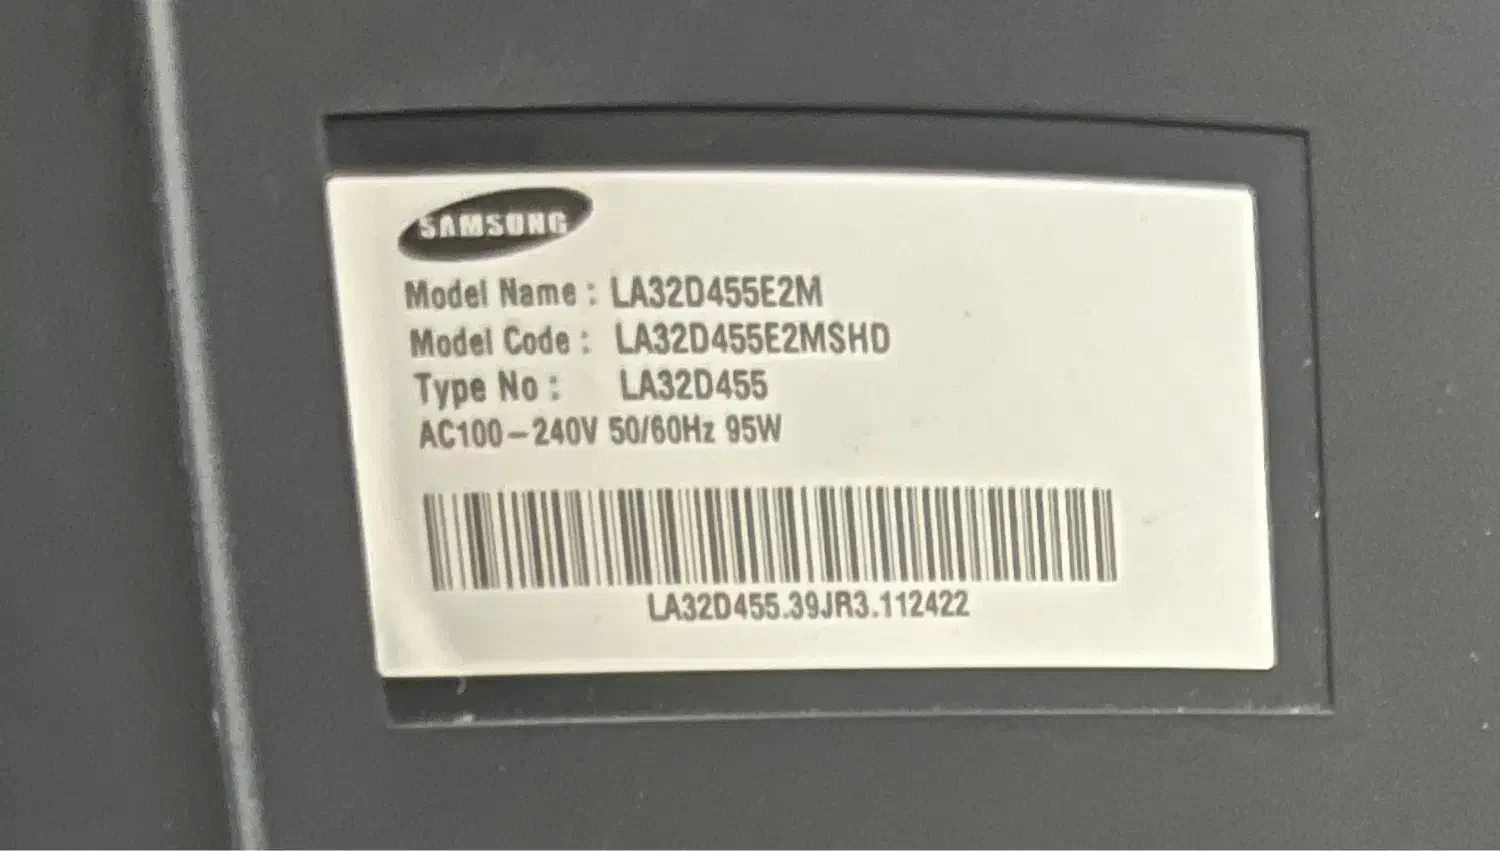 SAMSUNG
Model Name : LA32D455E2M
Model Code : LA32D455E2MSHD
Type No : LA32D455
AC100-240V 50/60Hz 95W
LA32D455.39JR3.112422